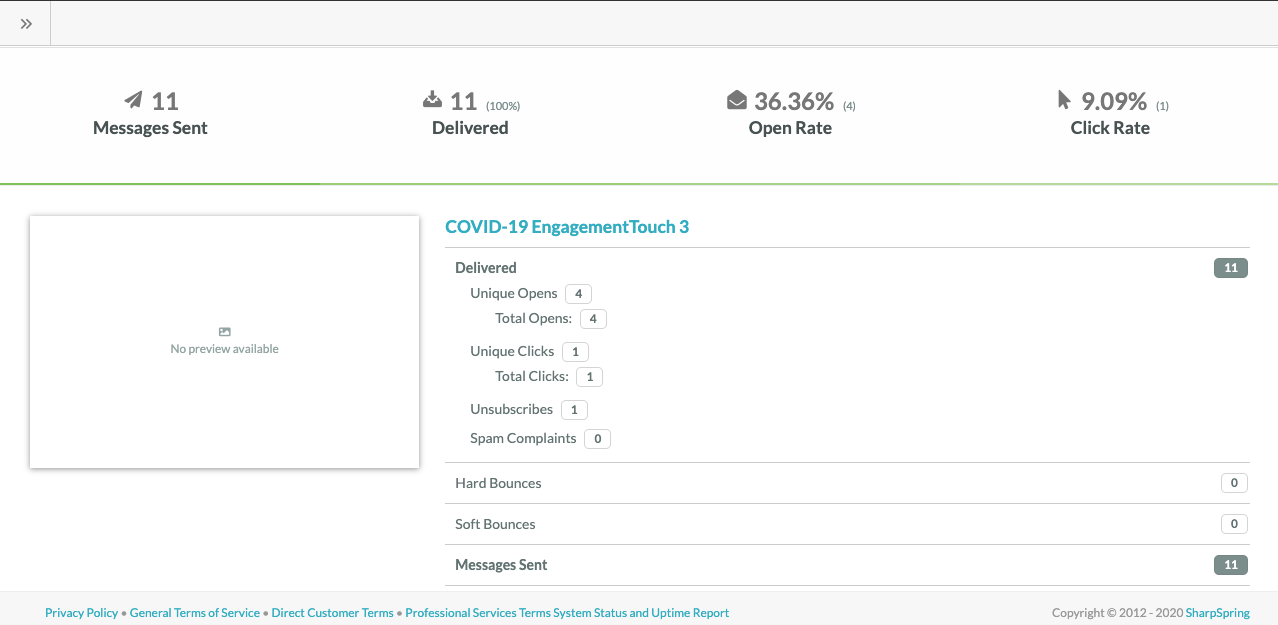 11
Messages Sent
11 (100%)
Delivered
36.36% (4)
Open Rate
9.09% (1)
Click Rate
No preview available
COVID-19 EngagementTouch 3
Delivered 11
Unique Opens 4
Total Opens: 4
Unique Clicks 1
Total Clicks: 1
Unsubscribes 1
Spam Complaints 0
Hard Bounces 0
Soft Bounces 0
Messages Sent 11
Privacy Policy • General Terms of Service • Direct Customer Terms • Professional Services Terms System Status and Uptime Report Copyright © 2012 - 2020 SharpSpring